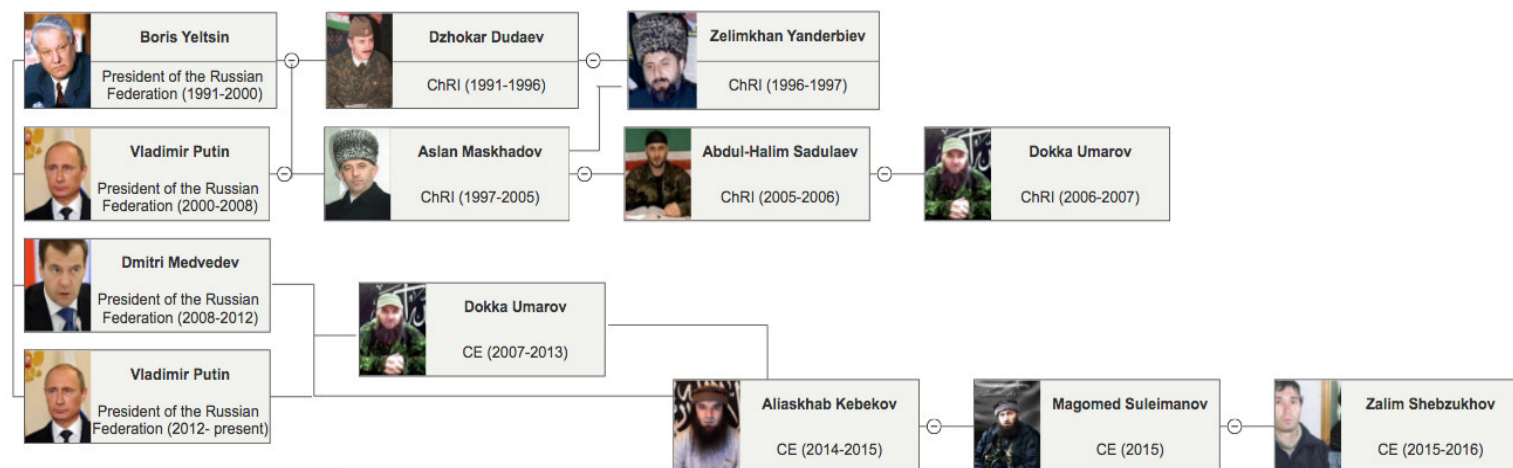 Boris Yeltsin
President of the Russian
Federation (1991-2000)
Dzhokar Dudaev
ChRI (1991-1996)
Zelimkhan Yanderbiev
ChRI (1996-1997)
Vladimir Putin
President of the Russian
Federation (2000-2008)
Aslan Maskhadov
ChRI (1997-2005)
Abdul-Halim Sadulaev
ChRI (2005-2006)
Dokka Umarov
ChRI (2006-2007)
Dmitri Medvedev
President of the Russian
Federation (2008-2012)
Dokka Umarov
CE (2007-2013)
Vladimir Putin
President of the Russian
Federation (2012- present)
Aliaskhab Kebekov
CE (2014-2015)
Magomed Suleimanov
CE (2015)
Zalim Shebzukhov
CE (2015-2016)